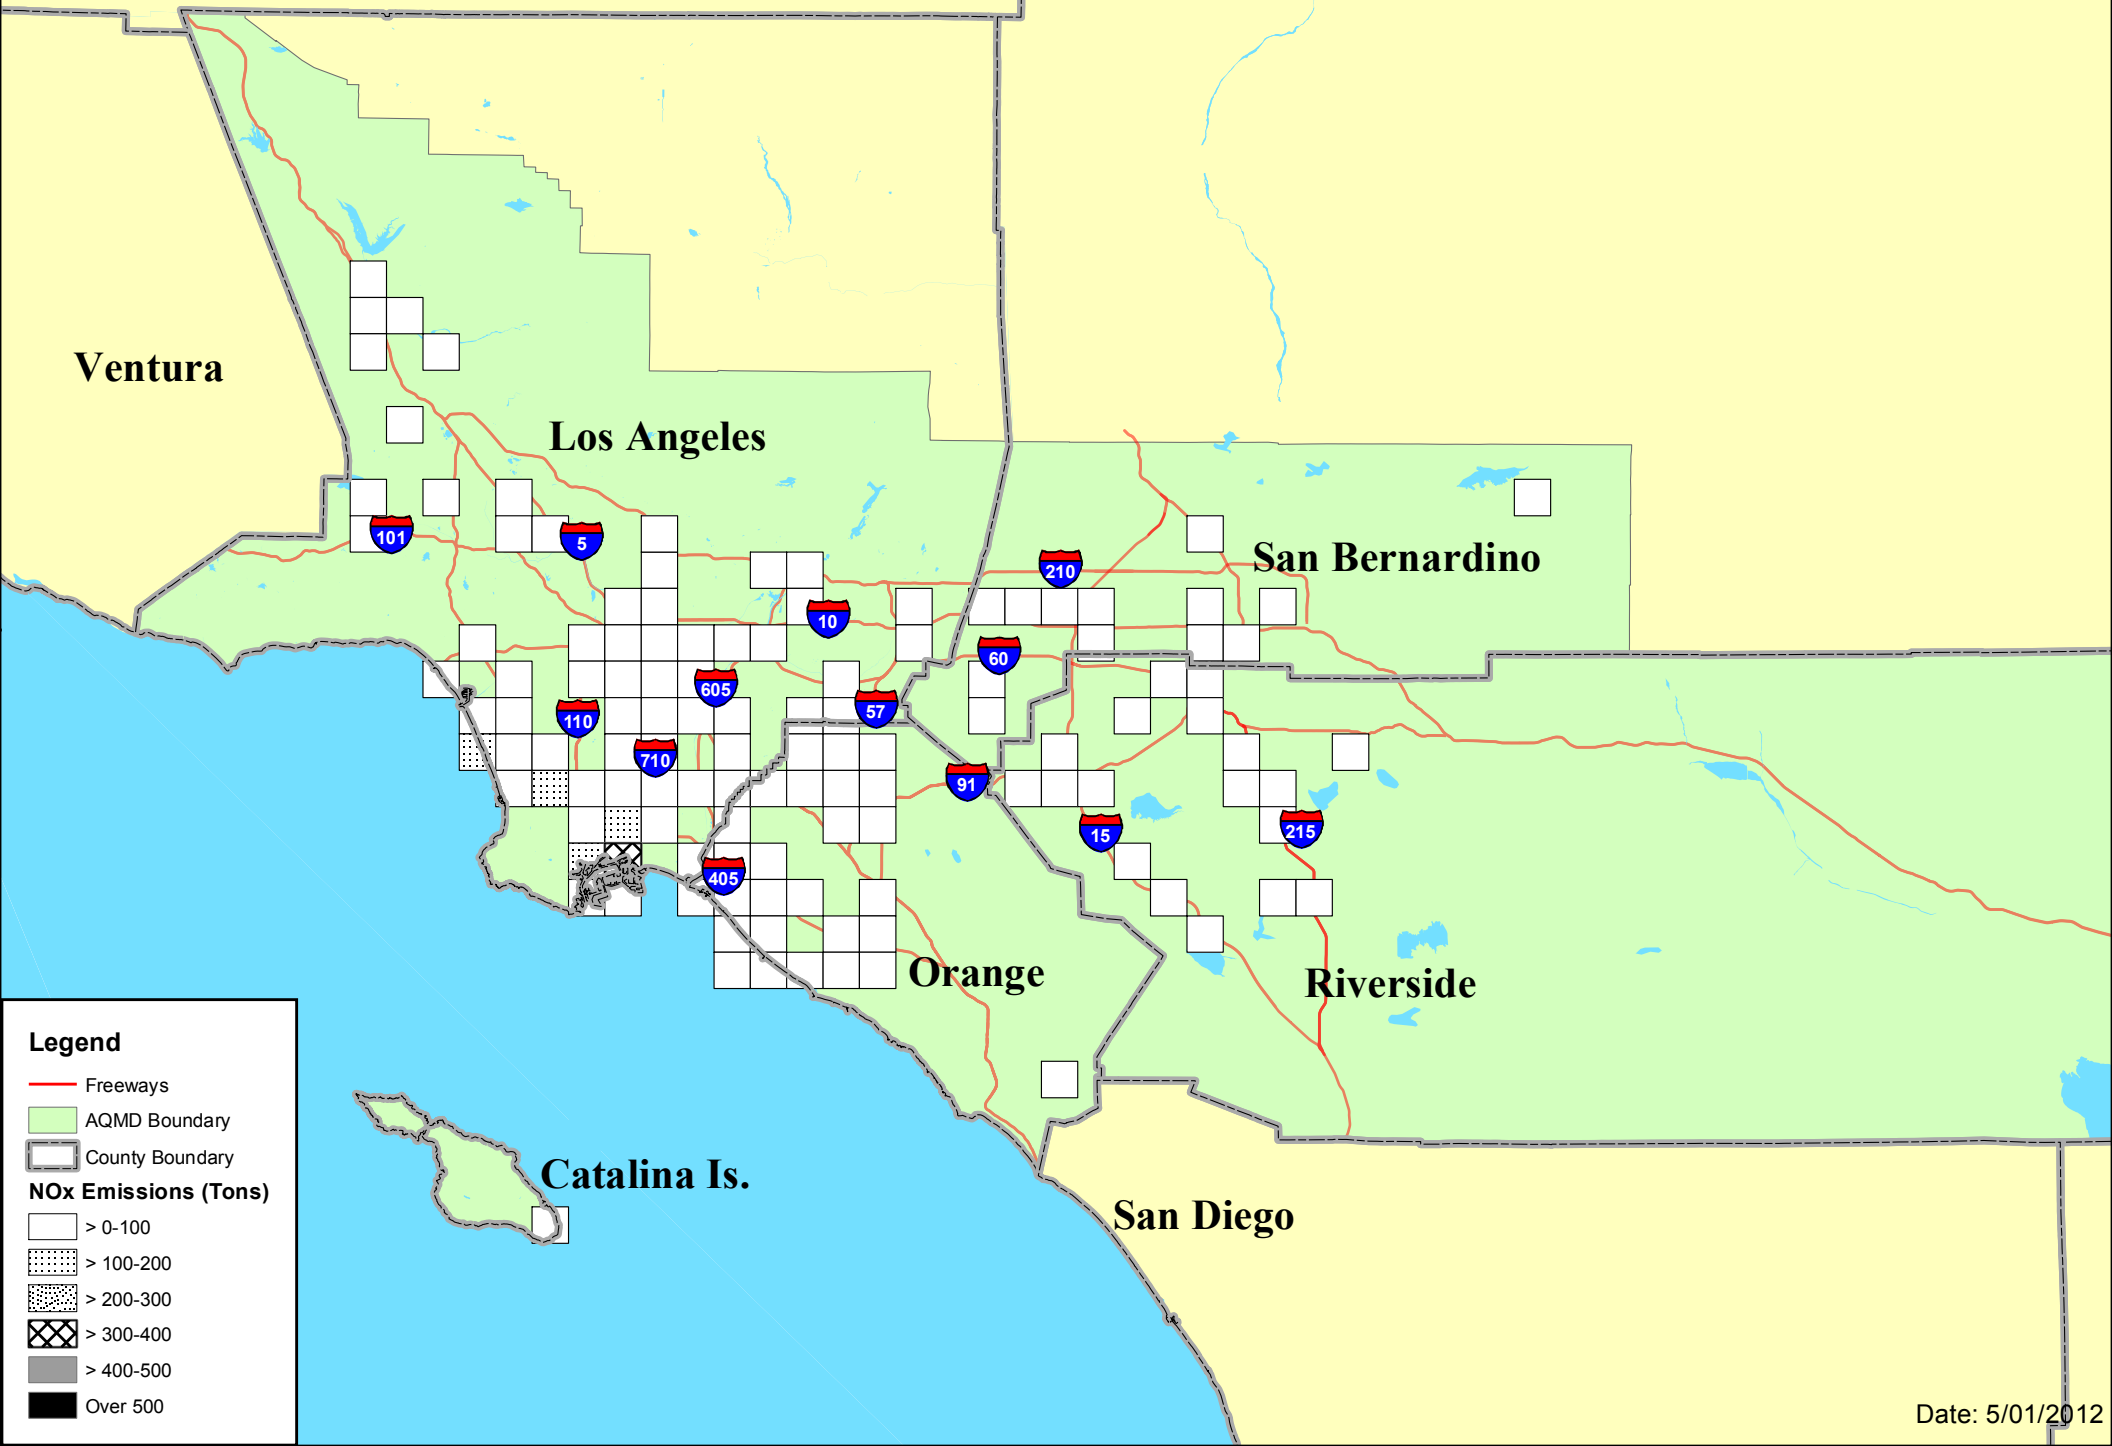 Ventura
Los Angeles
101
5
210
San Bernardino
10
60
605
57
110
710
91
15
215
405
Orange
Riverside
Catalina Is.
San Diego
Legend
Freeways
AQMD Boundary
County Boundary
NOx Emissions (Tons)
> 0-100
> 100-200
> 200-300
> 300-400
> 400-500
Over 500
Date: 5/01/2012